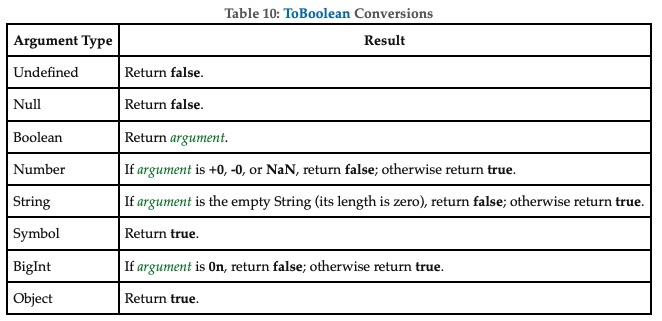 Table 10: ToBoolean Conversions
Argument Type Result
Undefined Return false.
Null Return false.
Boolean Return argument.
Number If argument is +0, -0, or NaN, return false; otherwise return true.
String If argument is the empty String (its length is zero), return false; otherwise return true.
Symbol Return true.
BigInt If argument is 0n, return false; otherwise return true.
Object Return true.